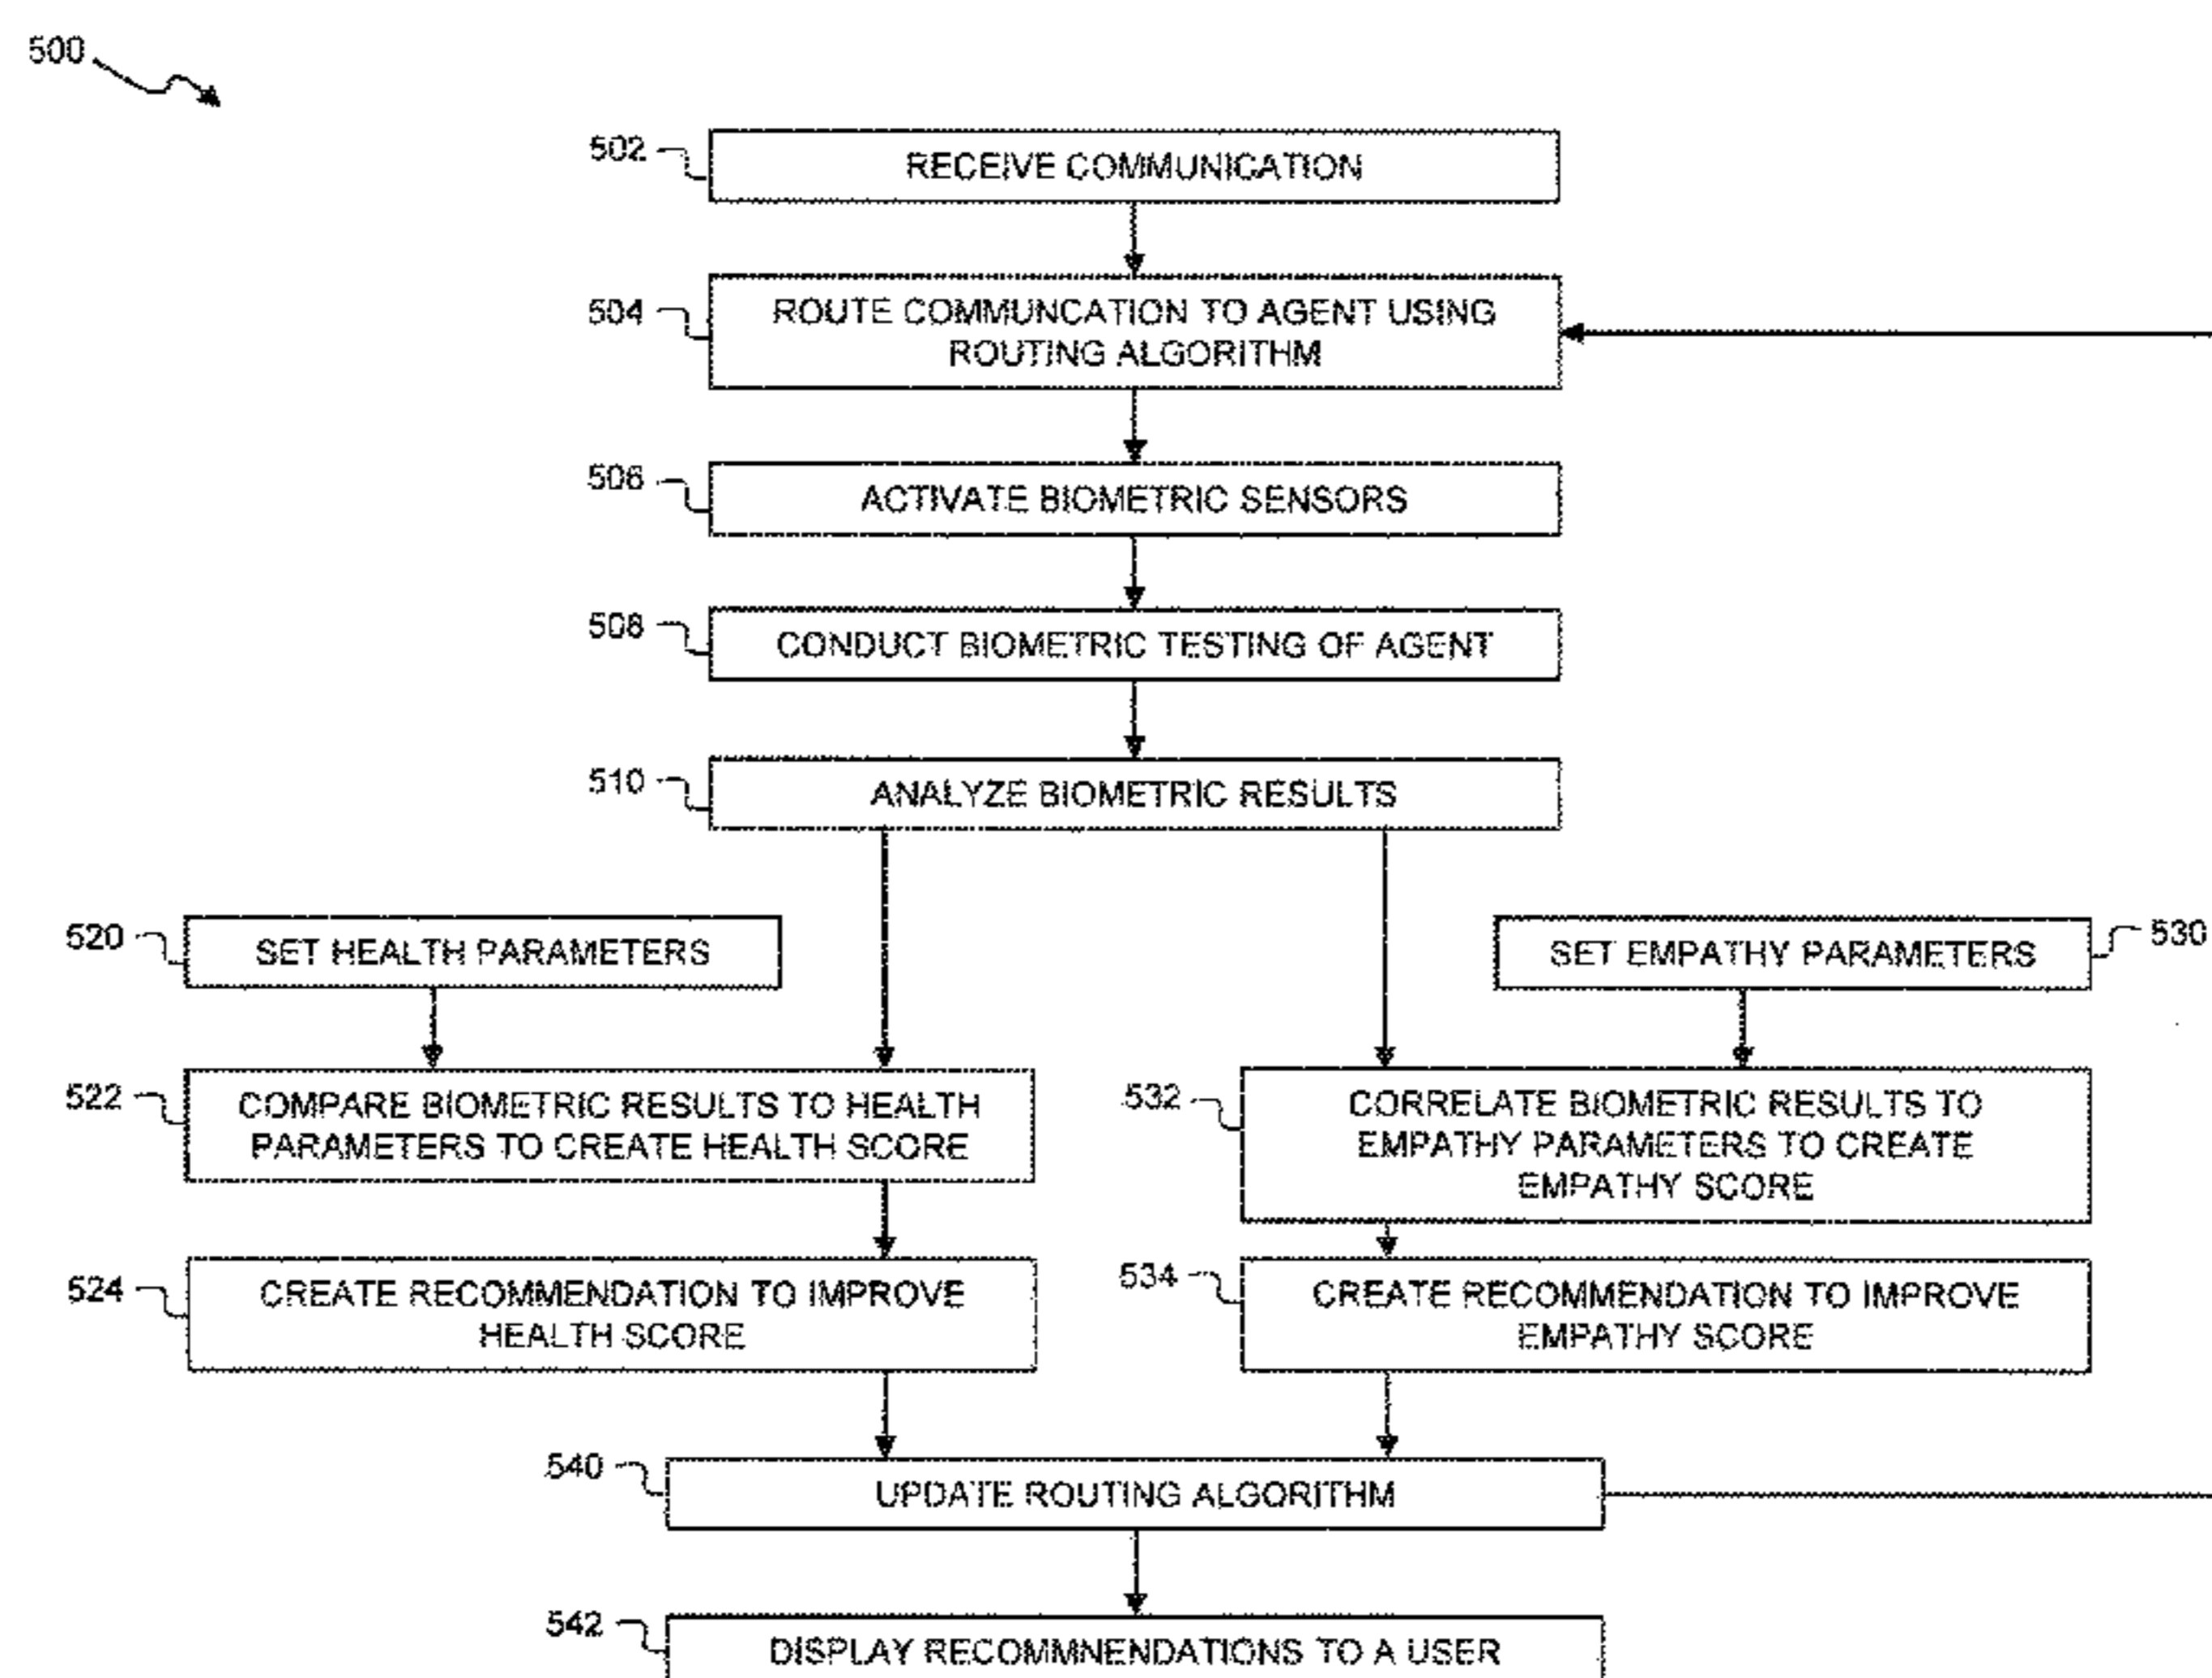 500
502
RECEIVE COMMUNICATION
504
ROUTE COMMUNCATION TO AGENT USING
ROUTING ALGORITHM
506
ACTIVATE BIOMETRIC SENSORS
508
CONDUCT BIOMETRIC TESTING OF AGENT
510
ANALYZE BIOMETRIC RESULTS
520
SET HEALTH PARAMETERS
SET EMPATHY PARAMETERS
530
522
COMPARE BIOMETRIC RESULTS TO HEALTH
PARAMETERS TO CREATE HEALTH SCORE
532
CORRELATE BIOMETRIC RESULTS TO
EMPATHY PARAMETERS TO CREATE
EMPATHY SCORE
524
CREATE RECOMMENDATION TO IMPROVE
HEALTH SCORE
534
CREATE RECOMMENDATION TO IMPROVE
EMPATHY SCORE
540
UPDATE ROUTING ALGORITHM
542
DISPLAY RECOMMNENDATIONS TO A USER